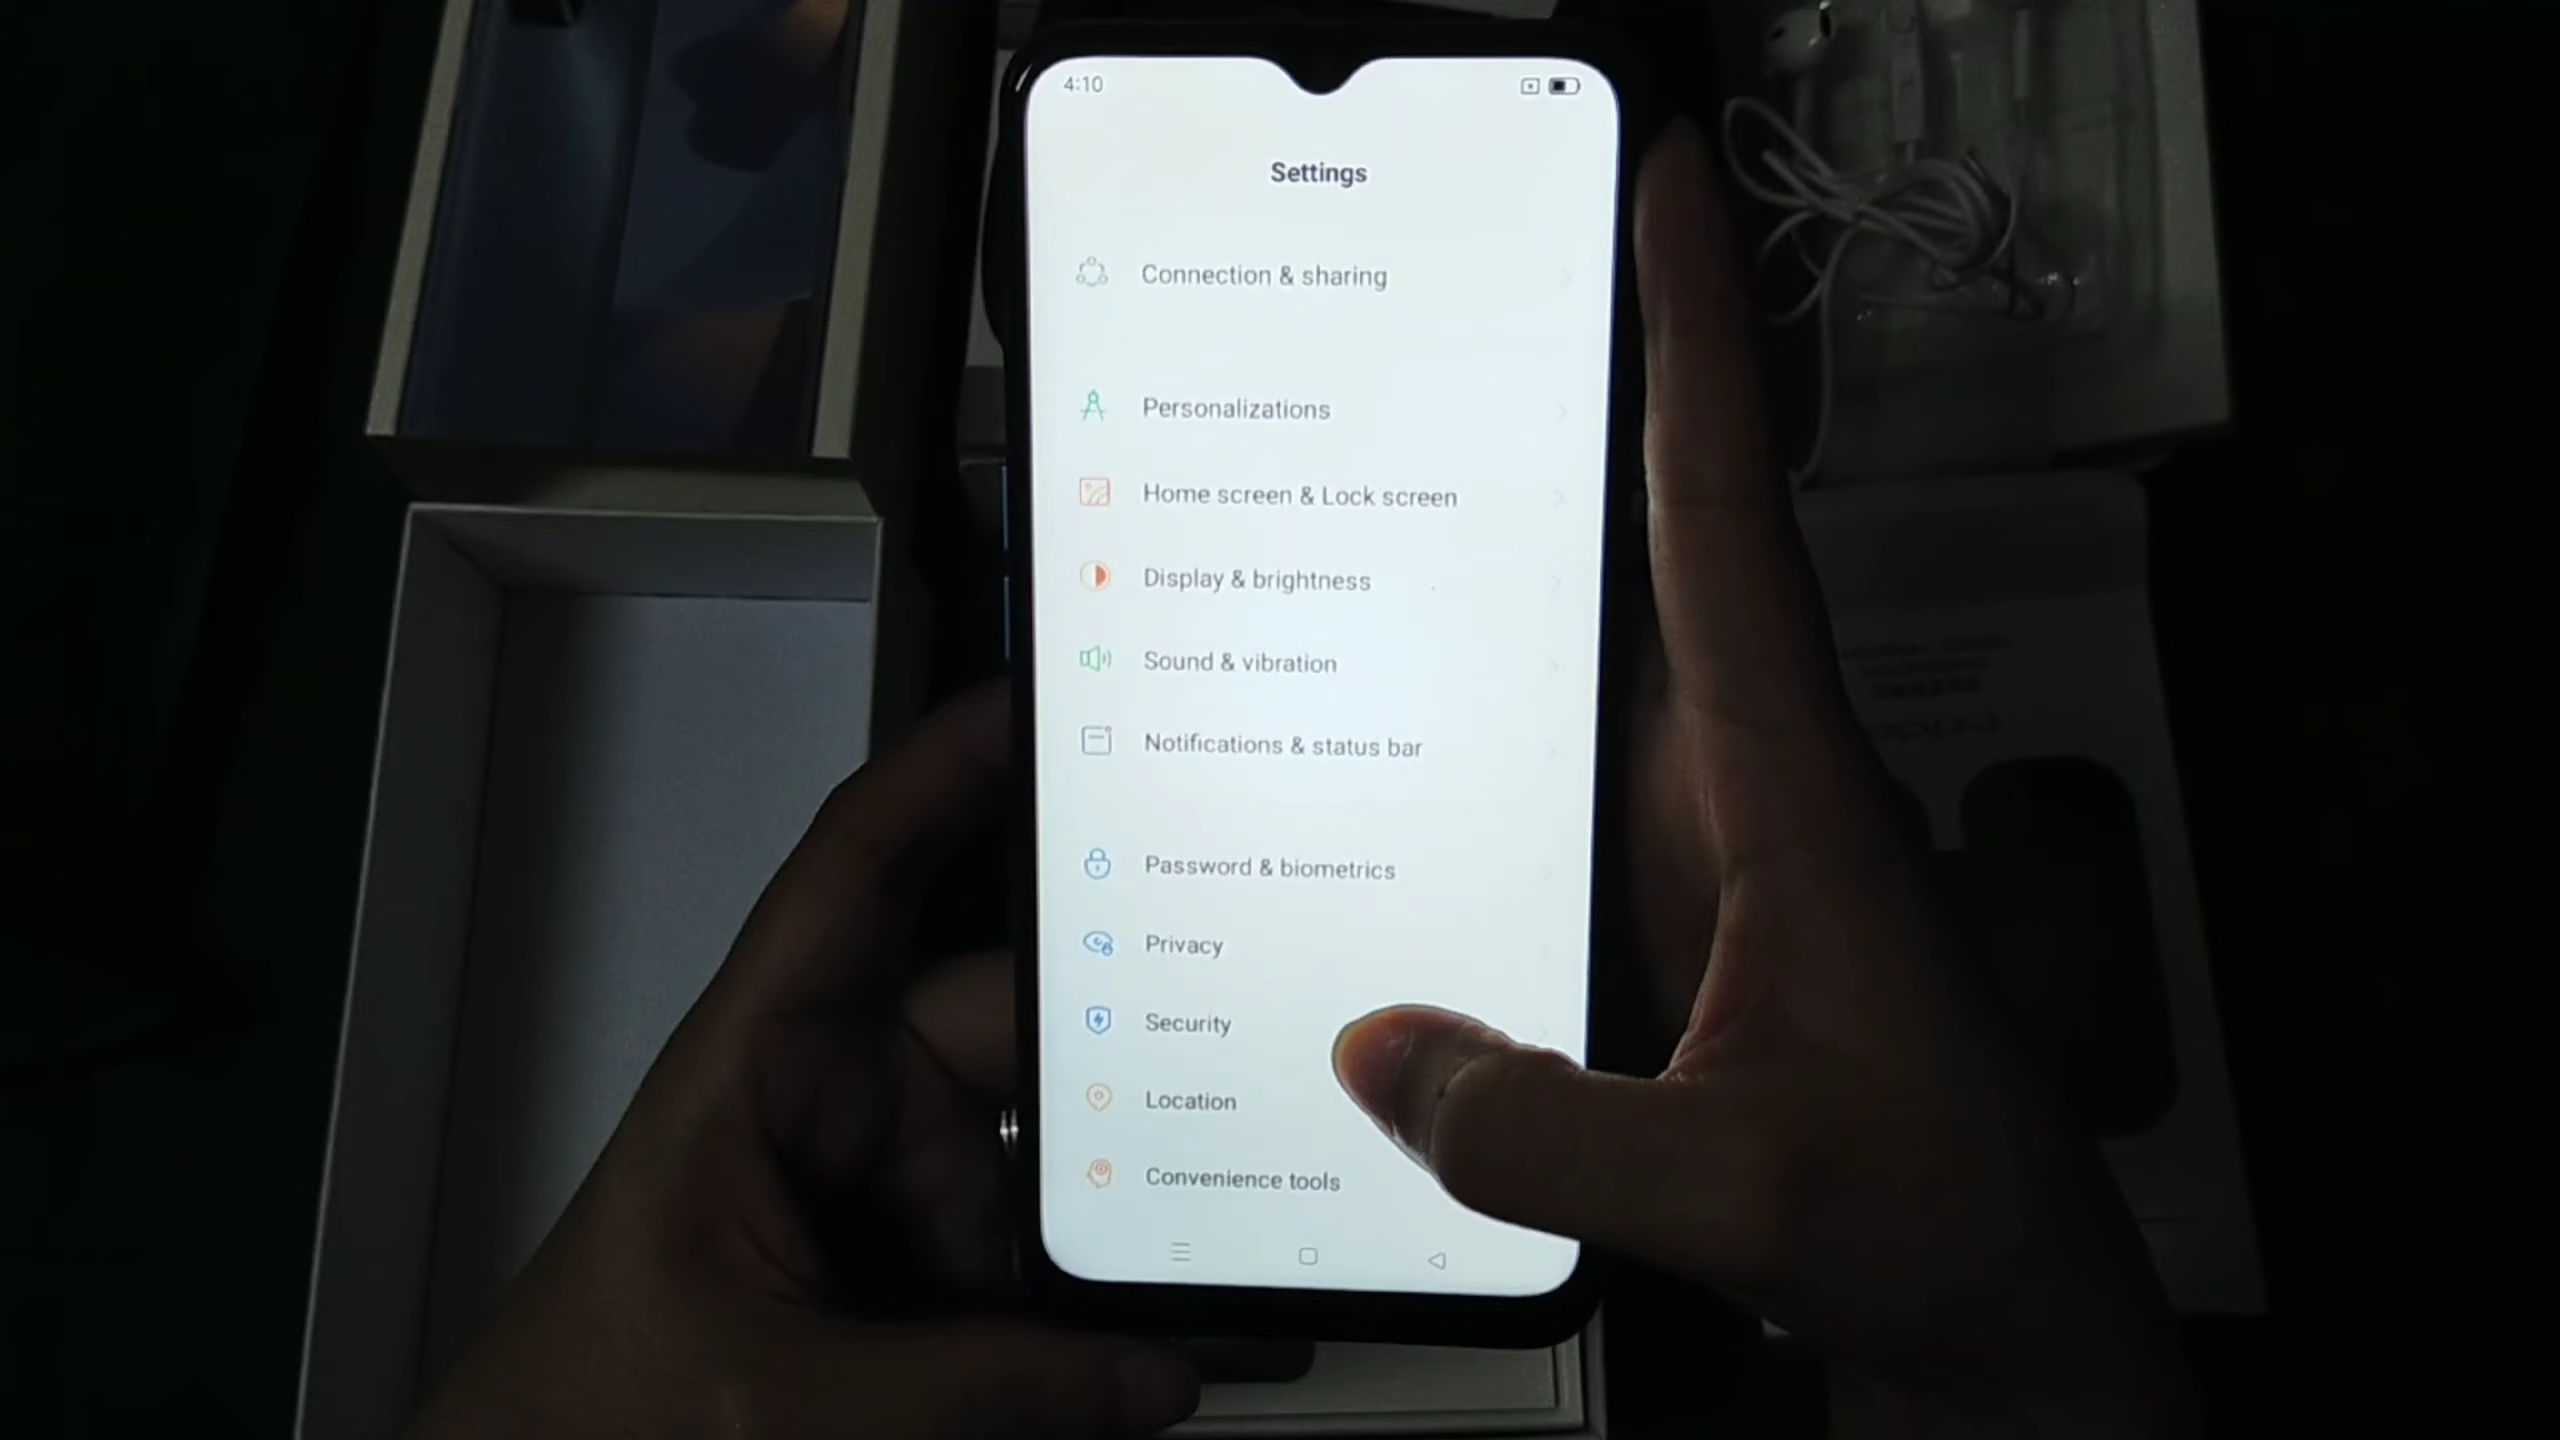 4:10
Settings
Connection & sharing
Personalizations
Home screen & Lock screen
Display & brightness
Sound & vibration
Notifications & status bar
Password & biometrics
Privacy
Security
Location
Convenience tools